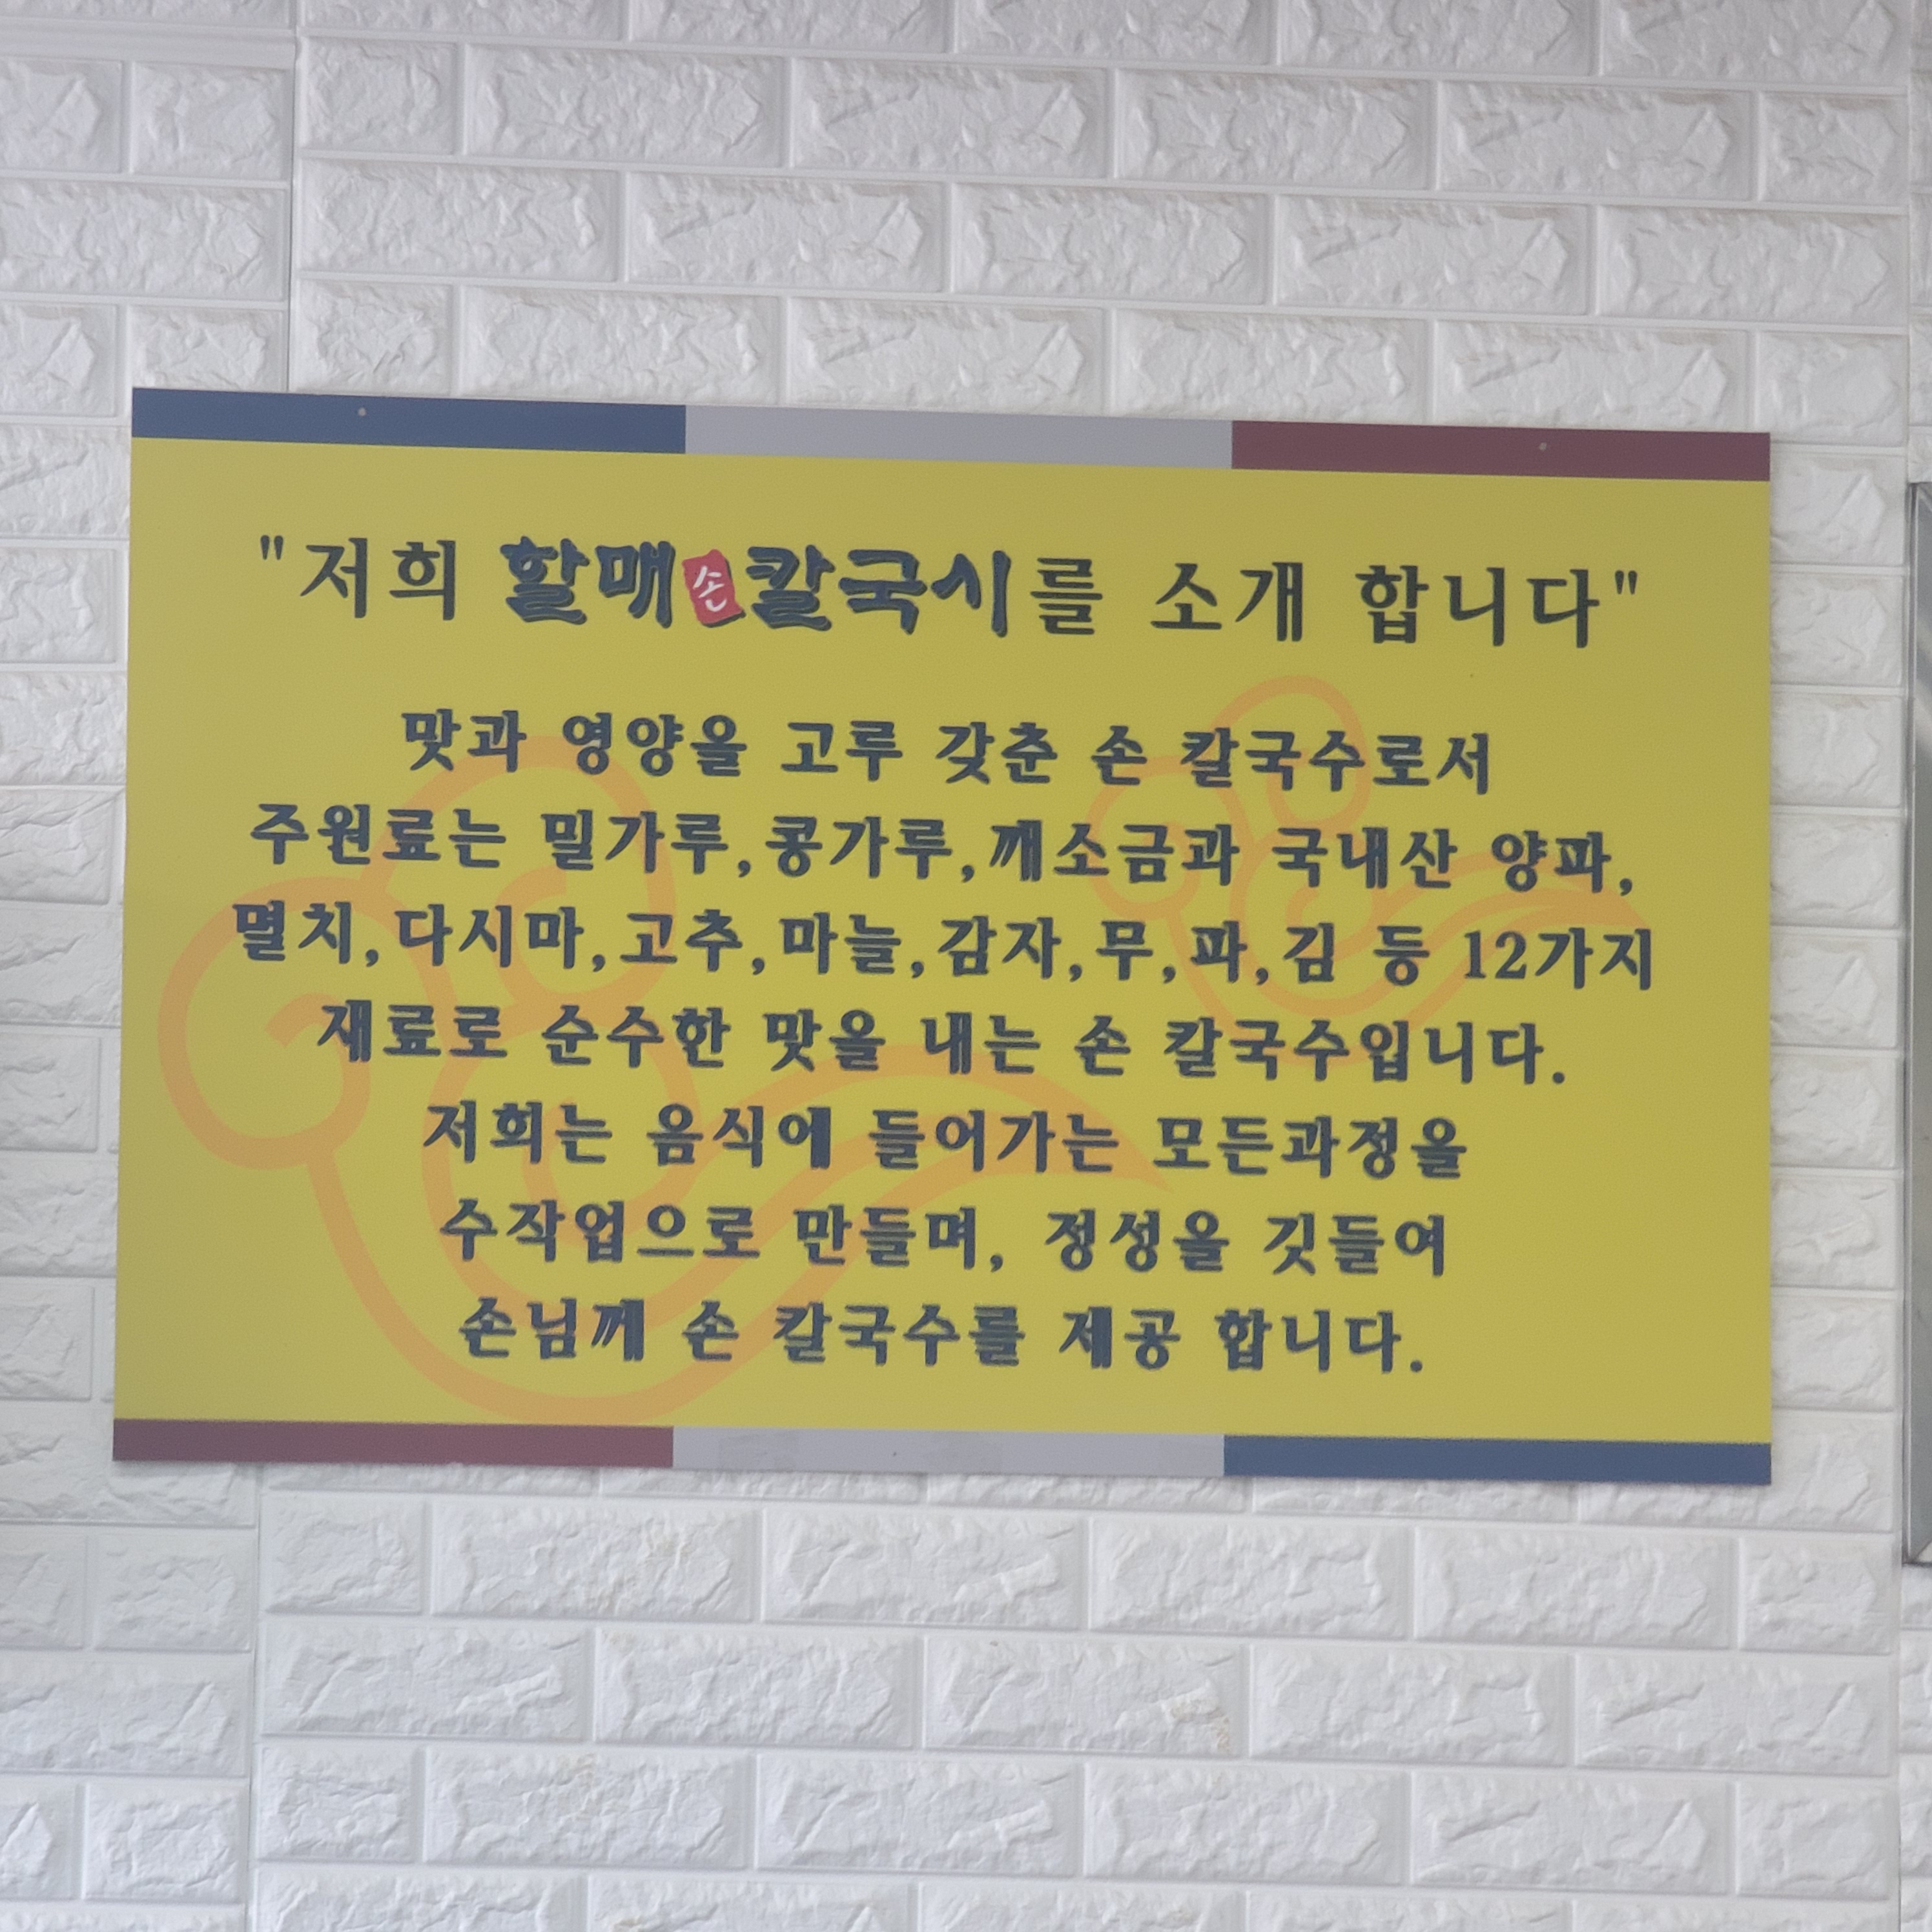 "저희 할매손칼국시를 소개 합니다"
맛과 영양을 고루 갖춘 손 칼국수로서
주원료는 밀가루,콩가루,깨소금과 국내산 양파,
멸치,다시마,고추,마늘,감자,무,파,김 등 12가지
재료로 순수한 맛을 내는 손 칼국수입니다.
저희는 음식에 들어가는 모든과정을
수작업으로 만들며, 정성을 깃들여
손님께 손 칼국수를 제공 합니다.